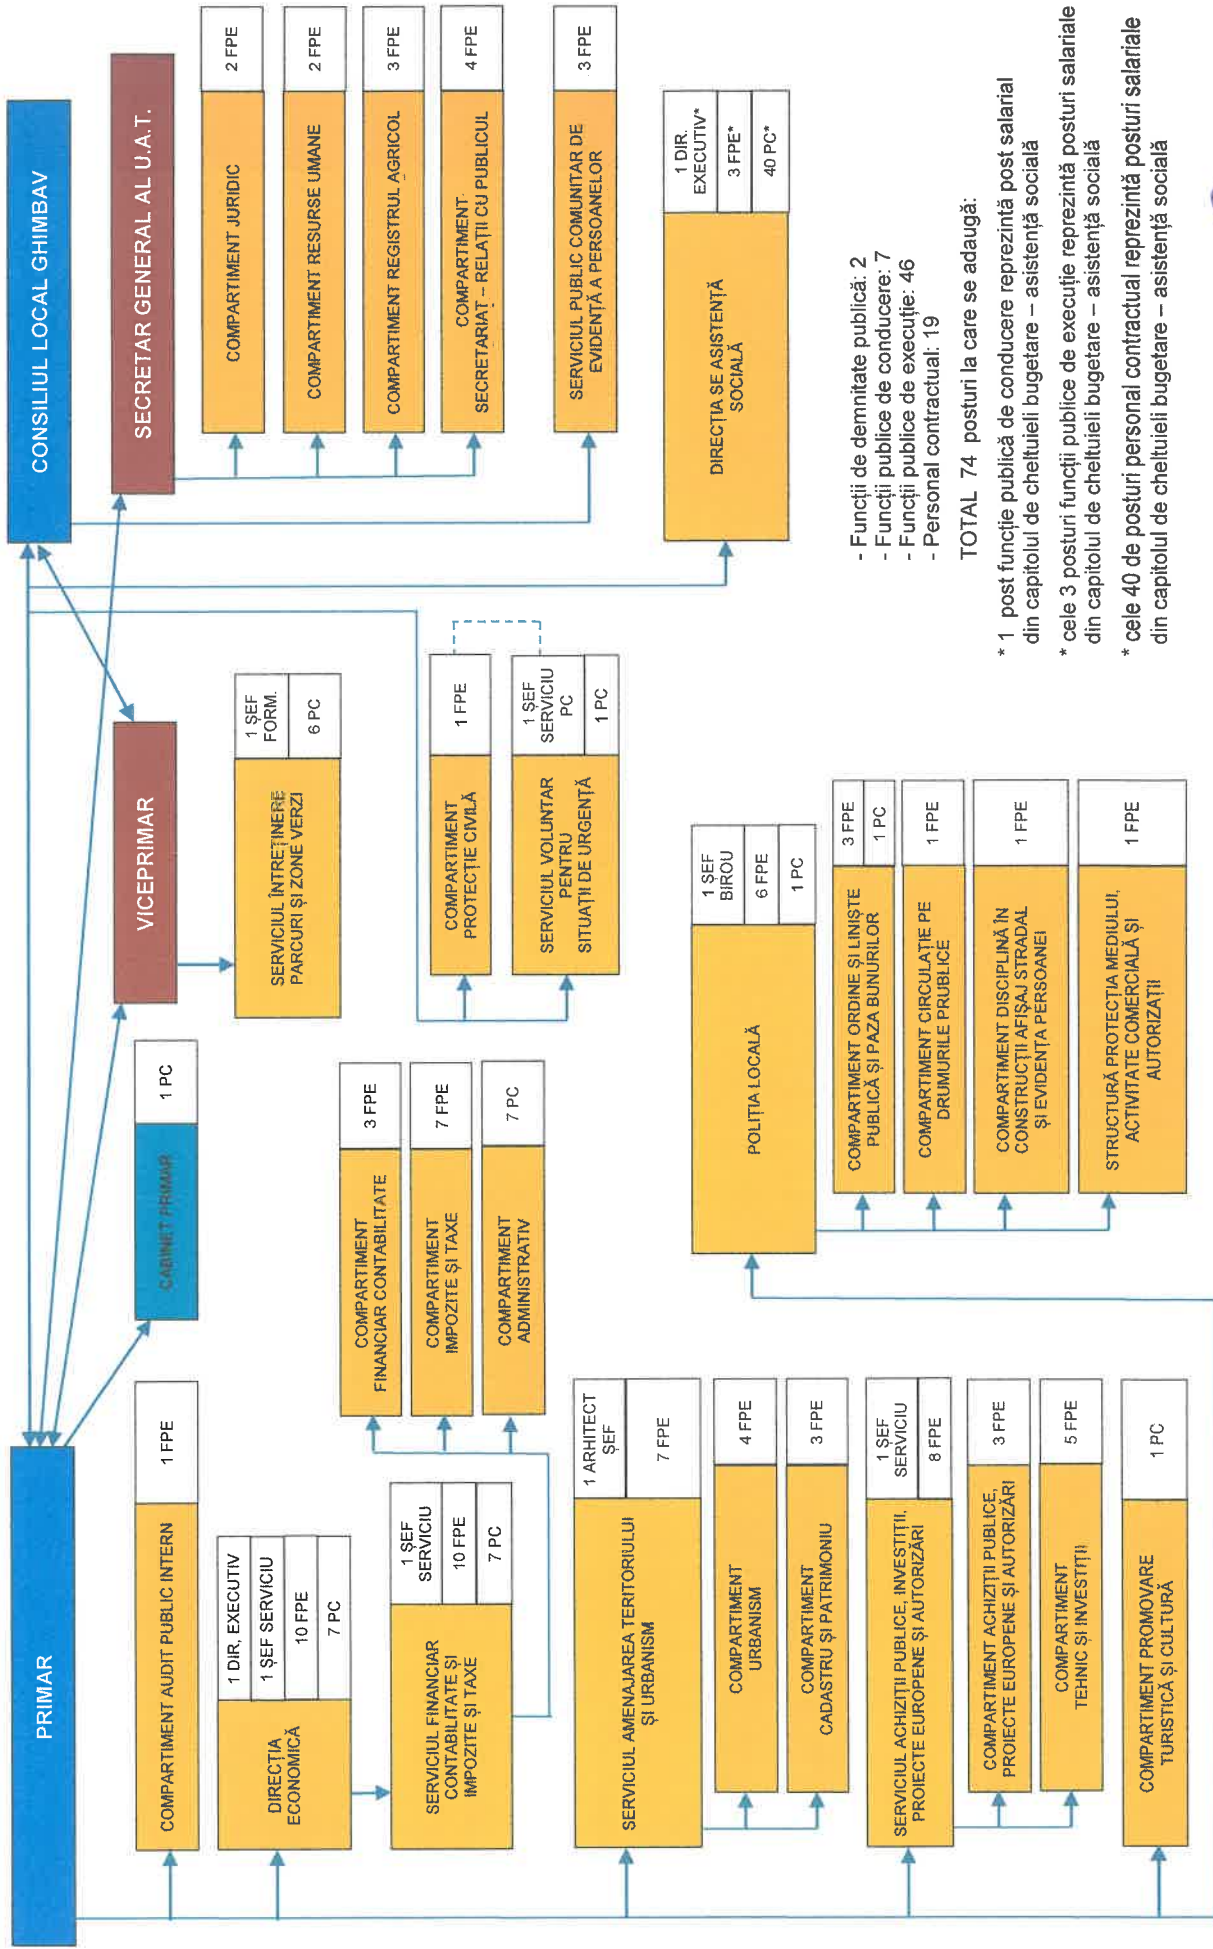 PRIMAR
CONSILIUL LOCAL GHIMBAV
CABINET PRIMAR
1 PC
VICEPRIMAR
SECRETAR GENERAL AL U.A.T.
COMPARTIMENT AUDIT PUBLIC INTERN
1 FPE
DIRECȚIA
ECONOMICĂ
1 DIR, EXECUTIV
1 ȘEF SERVICIU
10 FPE
7 PC
SERVICIUL FINANCIAR
CONTABILITATE ȘI
IMPOZITE ȘI TAXE
1 ȘEF
SERVICIU
10 FPE
7 PC
COMPARTIMENT
FINANCIAR CONTABILITATE
3 FPE
COMPARTIMENT
IMPOZITE ȘI TAXE
7 FPE
COMPARTIMENT
ADMINISTRATIV
7 PC
SERVICIUL AMENAJAREA TERITORIULUI
ȘI URBANISM
1 ARHITECT
ȘEF
7 FPE
COMPARTIMENT
URBANISM
4 FPE
COMPARTIMENT
CADASTRU ȘI PATRIMONIU
3 FPE
SERVICIUL ACHIZIȚII PUBLICE, INVESTIȚII,
PROIECTE EUROPENE ȘI AUTORIZĂRI
1 ȘEF
SERVICIU
8 FPE
COMPARTIMENT ACHIZIȚII PUBLICE,
PROIECTE EUROPENE ȘI AUTORIZĂRI
3 FPE
COMPARTIMENT
TEHNIC ȘI INVESTIȚII
5 FPE
COMPARTIMENT PROMOVARE
TURISTICĂ ȘI CULTURĂ
1 PC
SERVICIUL ÎNTREȚINERE
PARCURI ȘI ZONE VERZI
1 ȘEF
FORM.
6 PC
COMPARTIMENT
PROTECȚIE CIVILĂ
1 FPE
SERVICIUL VOLUNTAR
PENTRU
SITUAȚII DE URGENȚĂ
1 ȘEF
SERVICIU
PC
1 PC
POLIȚIA LOCALĂ
1 ȘEF
BIROU
6 FPE
1 PC
COMPARTIMENT ORDINE ȘI LINIȘTE
PUBLICĂ ȘI PAZA BUNURILOR
3 FPE
1 PC
COMPARTIMENT CIRCULAȚIE PE
DRUMURILE PRUBLICE
1 FPE
COMPARTIMENT DISCIPLINĂ ÎN
CONSTRUCȚII AFIȘAJ STRADAL
ȘI EVIDENȚA PERSOANEI
1 FPE
STRUCTURĂ PROTECȚIA MEDIULUI,
ACTIVITATE COMERCIALĂ ȘI
AUTORIZAȚII
1 FPE
COMPARTIMENT JURIDIC
2 FPE
COMPARTIMENT RESURSE UMANE
2 FPE
COMPARTIMENT REGISTRUL AGRICOL
3 FPE
COMPARTIMENT
SECRETARIAT – RELAȚII CU PUBLICUL
4 FPE
SERVICIUL PUBLIC COMUNITAR DE
EVIDENȚĂ A PERSOANELOR
3 FPE
DIRECȚIA SE ASISTENȚĂ
SOCIALĂ
1 DIR.
EXECUTIV*
3 FPE*
40 PC*
- Funcții de demnitate publică: 2
- Funcții publice de conducere: 7
- Funcții publice de execuție: 46
- Personal contractual: 19
TOTAL 74 posturi la care se adaugă:
* 1 post funcție publică de conducere reprezintă post salarial
din capitolul de cheltuieli bugetare – asistență socială
* cele 3 posturi funcții publice de execuție reprezintă posturi salariale
din capitolul de cheltuieli bugetare – asistență socială
* cele 40 de posturi personal contractual reprezintă posturi salariale
din capitolul de cheltuieli bugetare – asistență socială